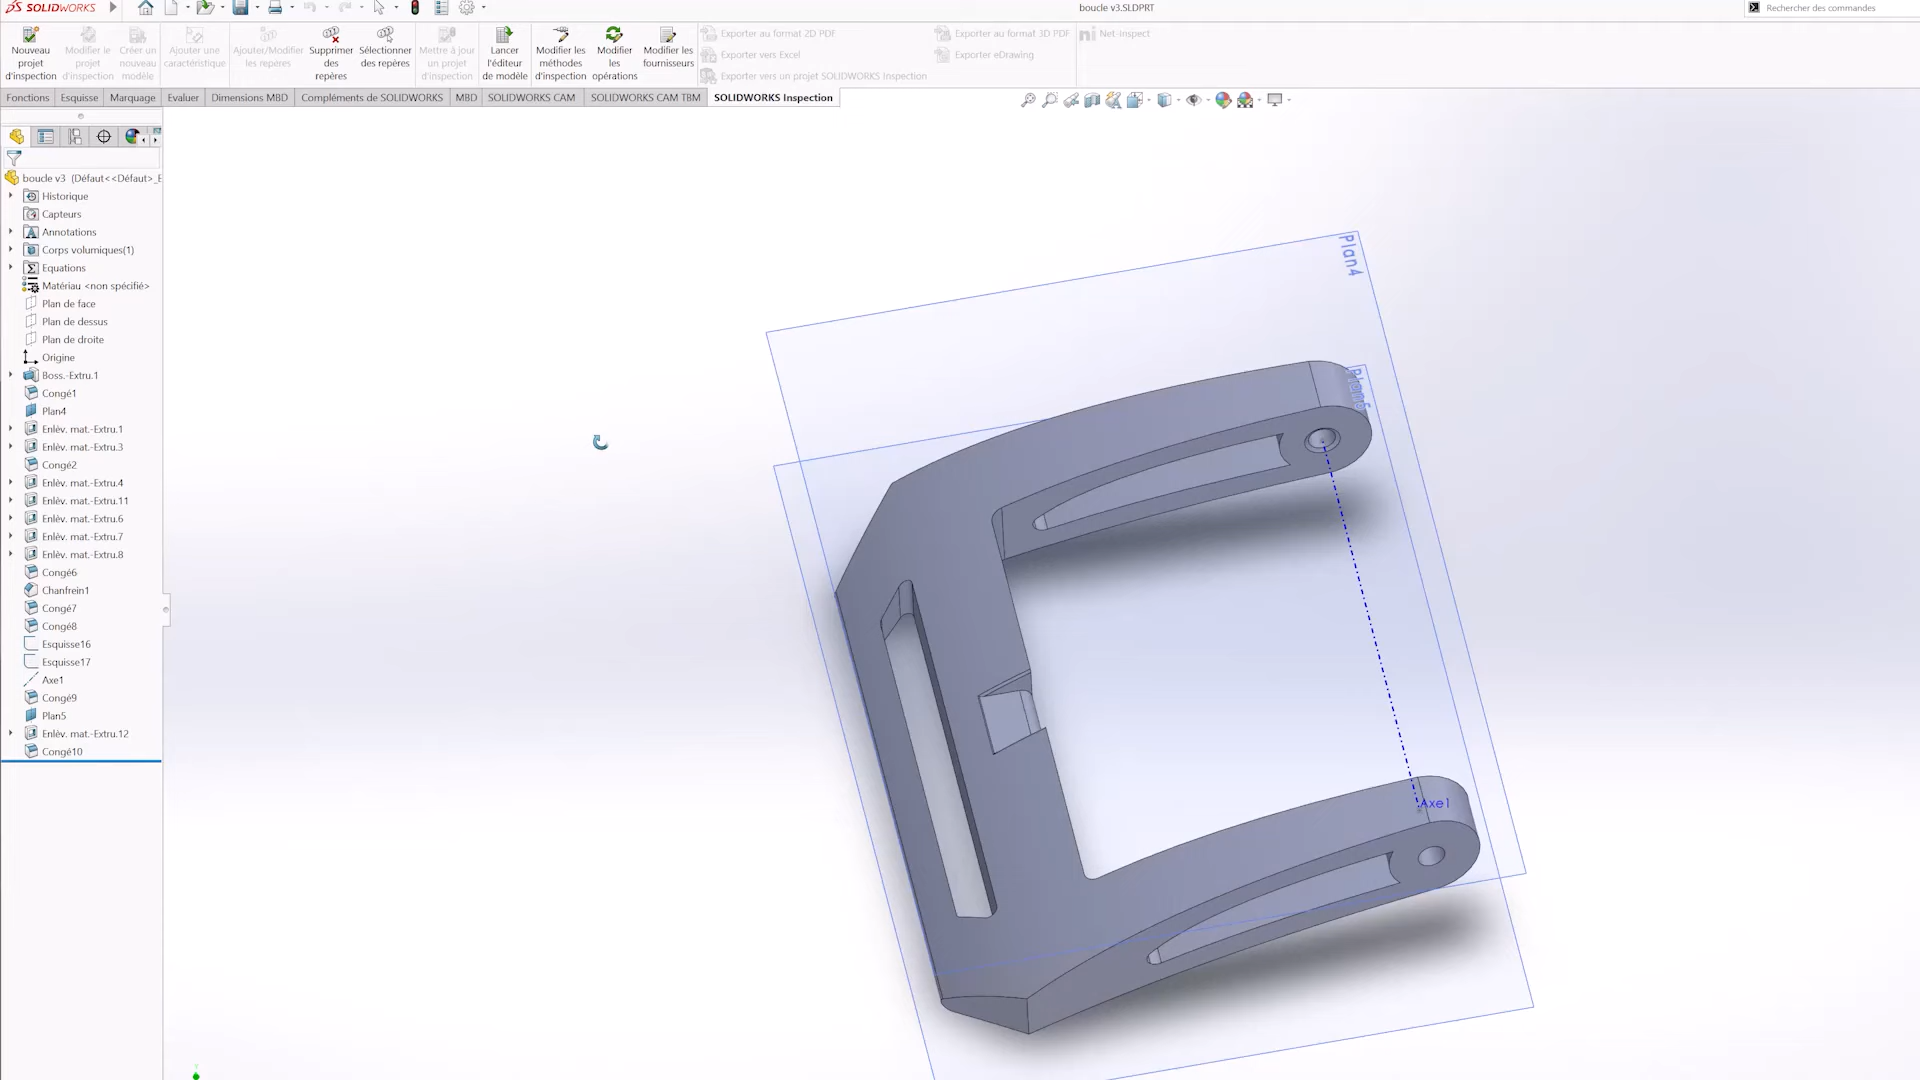 SOLIDWORKS
boucle v3.SLDPRT
Rechercher des commandes
Nouveau projet d'inspection
Modifier le projet d'inspection
Créer un nouveau modèle
Ajouter une caractéristique
Ajouter/Modifier les repères
Supprimer des repères
Sélectionner des repères
Mettre à jour un projet d'inspection
Lancer l'éditeur de modèle
Modifier les méthodes d'inspection
Modifier les opérations
Modifier les fournisseurs
Exporter au format 2D PDF
Exporter vers Excel
Exporter vers un projet SOLIDWORKS Inspection
Exporter au format 3D PDF
Exporter eDrawing
Net-Inspect
Fonctions
Esquisse
Marquage
Evaluer
Dimensions MBD
Compléments de SOLIDWORKS
MBD
SOLIDWORKS CAM
SOLIDWORKS CAM TBM
SOLIDWORKS Inspection
boucle v3 (Défaut<<Défaut>_E
Historique
Capteurs
Annotations
Corps volumiques(1)
Equations
Matériau <non spécifié>
Plan de face
Plan de dessus
Plan de droite
Origine
Boss.-Extru.1
Congé1
Plan4
Enlèv. mat.-Extru.1
Enlèv. mat.-Extru.3
Congé2
Enlèv. mat.-Extru.4
Enlèv. mat.-Extru.11
Enlèv. mat.-Extru.6
Enlèv. mat.-Extru.7
Enlèv. mat.-Extru.8
Congé6
Chanfrein1
Congé7
Congé8
Esquisse16
Esquisse17
Axe1
Congé9
Plan5
Enlèv. mat.-Extru.12
Congé10
Plan4
Plan5
Axe1